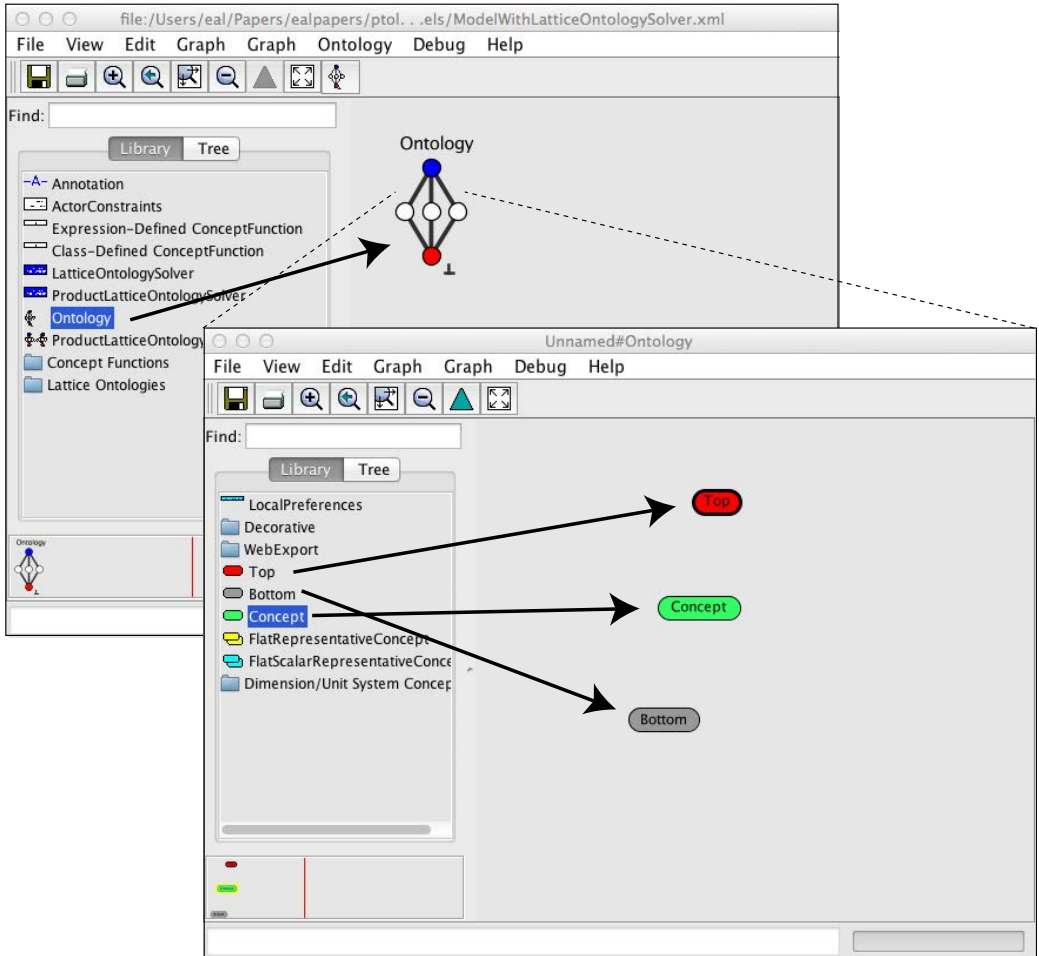 file:/Users/eal/Papers/ealpapers/ptol. . .els/ModelWithLatticeOntologySolver.xml
File View Edit Graph Graph Ontology Debug Help
Find:
Library Tree
-A- Annotation
ActorConstraints
Expression-Defined ConceptFunction
Class-Defined ConceptFunction
LatticeOntologySolver
ProductLatticeOntologySolver
Ontology
ProductLatticeOntology
Concept Functions
Lattice Ontologies
Ontology
⊥
Ontology
Unnamed#Ontology
File View Edit Graph Graph Debug Help
Find:
Library Tree
LocalPreferences
Decorative
WebExport
Top
Bottom
Concept
FlatRepresentativeConcept
FlatScalarRepresentativeConce
Dimension/Unit System Concep
Top
Concept
Bottom